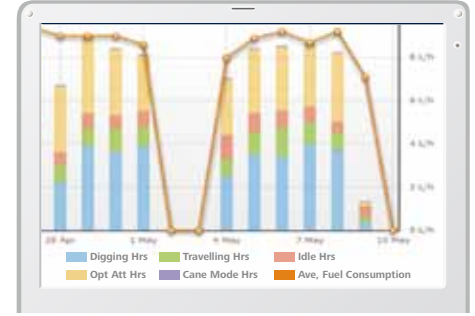 8 L/h
6 L/h
4 L/h
2 L/h
0 L/h
28 Apr 1 May 4 May 7 May 10 May
Digging Hrs Travelling Hrs Idle Hrs
Opt Att Hrs Cane Mode Hrs Ave, Fuel Consumption